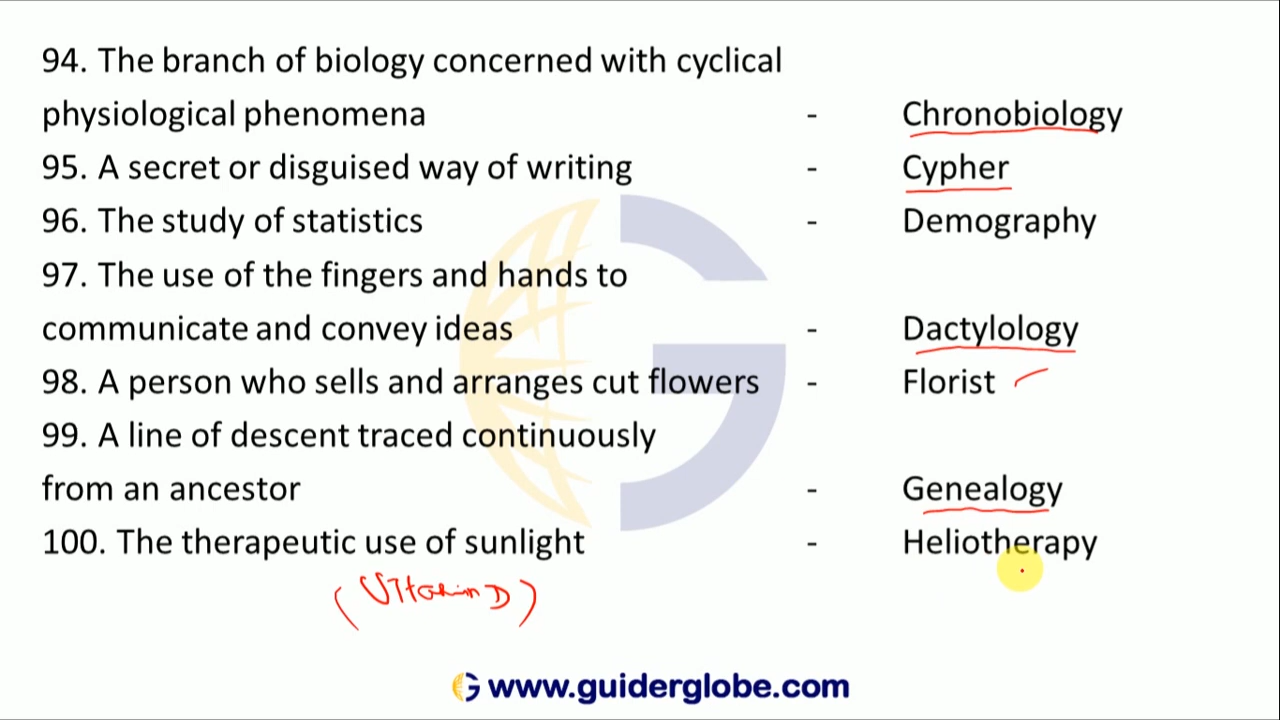 94. The branch of biology concerned with cyclical
physiological phenomena - Chronobiology
95. A secret or disguised way of writing - Cypher
96. The study of statistics - Demography
97. The use of the fingers and hands to
communicate and convey ideas - Dactylology
98. A person who sells and arranges cut flowers - Florist
99. A line of descent traced continuously
from an ancestor - Genealogy
100. The therapeutic use of sunlight - Heliotherapy
(Vitamin D)
www.guiderglobe.com